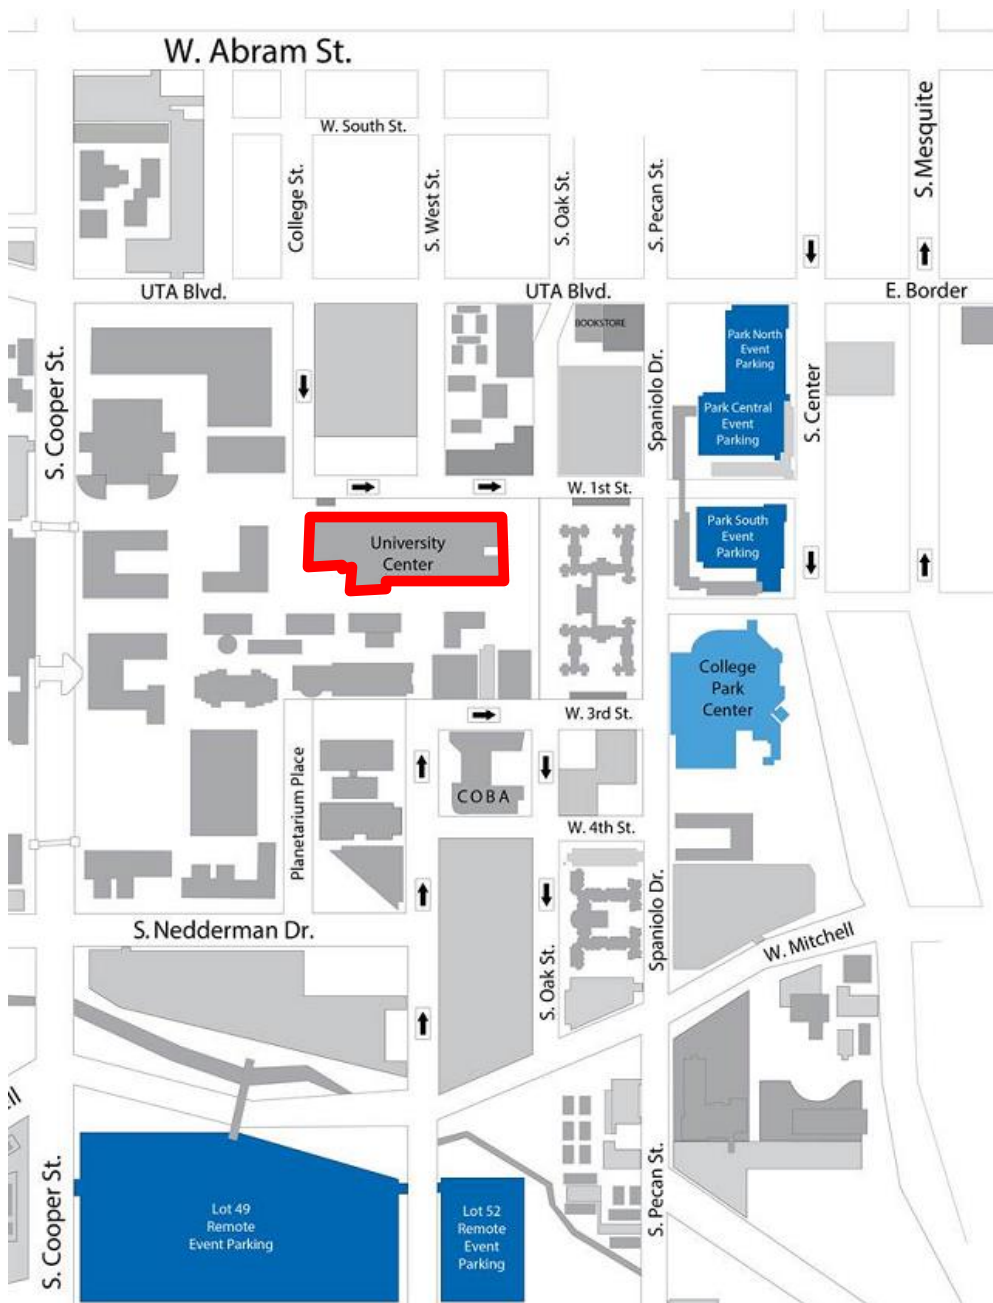 W. Abram St.
W. South St.
College St.
S. West St.
S. Oak St.
S. Pecan St.
S. Mesquite
UTA Blvd.
UTA Blvd.
E. Border
BOOKSTORE
S. Cooper St.
Spaniolo Dr.
S. Center
Park North
Event
Parking
Park Central
Event
Parking
W. 1st St.
Park South
Event
Parking
University
Center
College
Park
Center
W. 3rd St.
Planetarium Place
COBA
W. 4th St.
Spaniolo Dr.
S. Nedderman Dr.
W. Mitchell
S. Oak St.
S. Cooper St.
S. Pecan St.
Lot 49
Remote
Event Parking
Lot 52
Remote
Event
Parking